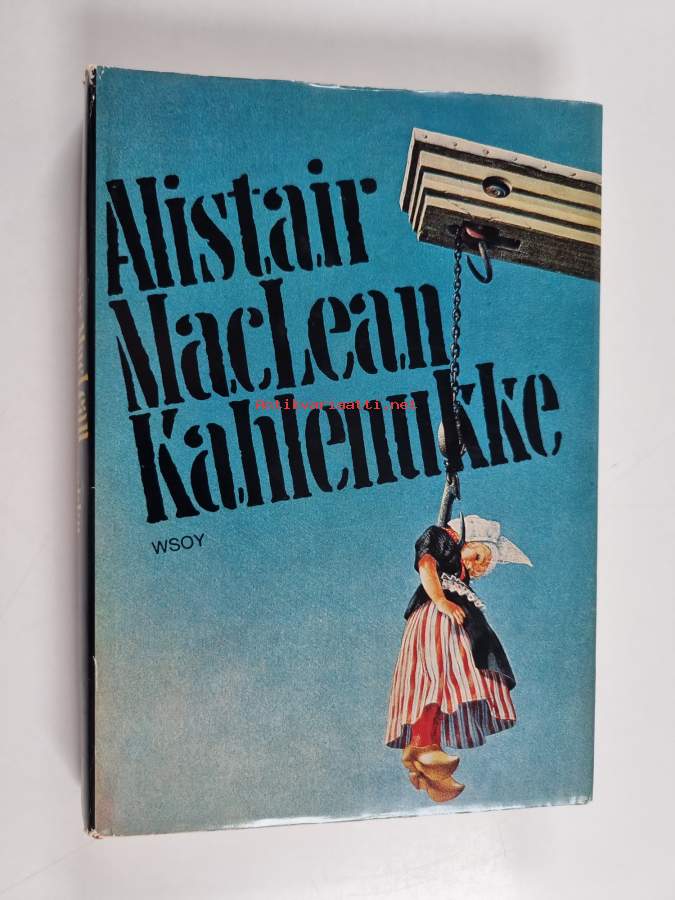 Alistair
MacLean
Kahlenukke
Antikvariaatti.net
WSOY